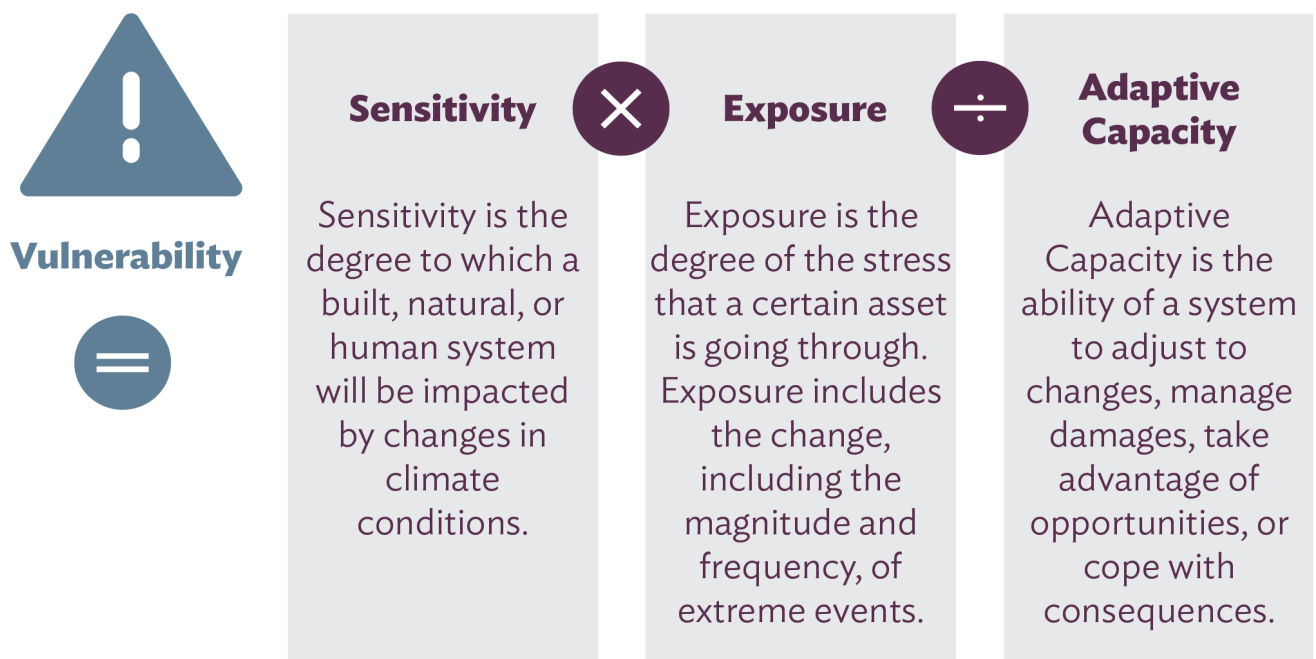 Vulnerability
=
Sensitivity
Sensitivity is the
degree to which a
built, natural, or
human system
will be impacted
by changes in
climate
conditions.
×
Exposure
Exposure is the
degree of the stress
that a certain asset
is going through.
Exposure includes
the change,
including the
magnitude and
frequency, of
extreme events.
÷
Adaptive
Capacity
Adaptive
Capacity is the
ability of a system
to adjust to
changes, manage
damages, take
advantage of
opportunities, or
cope with
consequences.